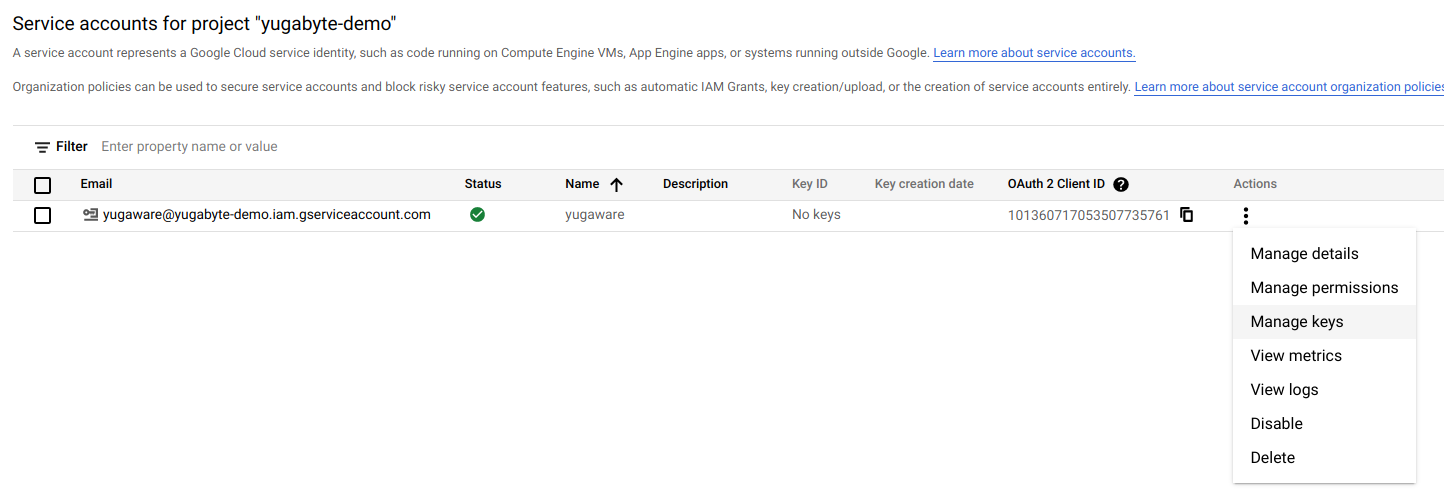 Service accounts for project "yugabyte-demo"
A service account represents a Google Cloud service identity, such as code running on Compute Engine VMs, App Engine apps, or systems running outside Google. Learn more about service accounts.
Organization policies can be used to secure service accounts and block risky service account features, such as automatic IAM Grants, key creation/upload, or the creation of service accounts entirely. Learn more about service account organization policies
Filter Enter property name or value
Email Status Name Description Key ID Key creation date OAuth 2 Client ID Actions
yugaware@yugabyte-demo.iam.gserviceaccount.com yugaware No keys 101360717053507735761
Manage details
Manage permissions
Manage keys
View metrics
View logs
Disable
Delete